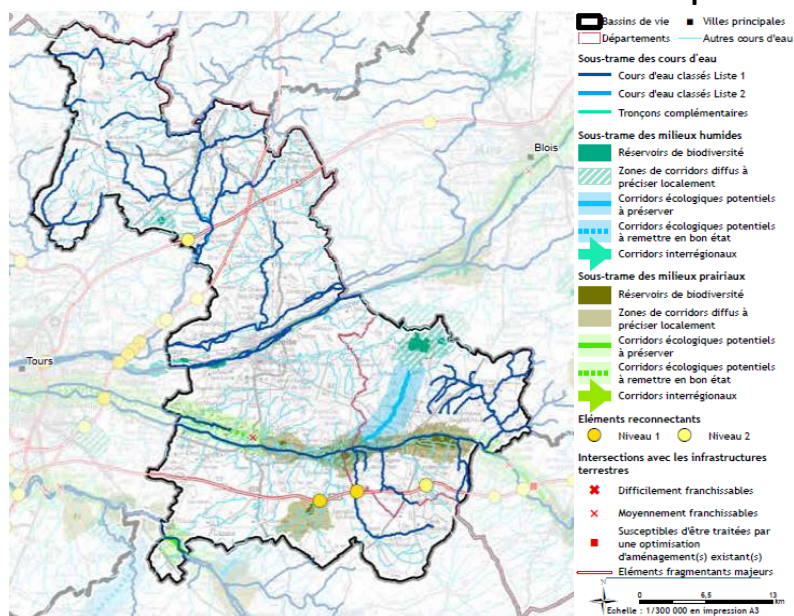 Bassins de vie
Villes principales
Départements
Autres cours d'eau
Sous-trame des cours d'eau
Cours d'eau classés Liste 1
Cours d'eau classés Liste 2
Tronçons complémentaires
Sous-trame des milieux humides
Réservoirs de biodiversité
Zones de corridors diffus à
préciser localement
Corridors écologiques potentiels
à préserver
Corridors écologiques potentiels
à remettre en bon état
Corridors interrégionaux
Sous-trame des milieux prairiaux
Réservoirs de biodiversité
Zones de corridors diffus à
préciser localement
Corridors écologiques potentiels
à préserver
Corridors écologiques potentiels
à remettre en bon état
Corridors interrégionaux
Eléments reconnectants
Niveau 1
Niveau 2
Intersections avec les infrastructures
terrestres
Difficilement franchissables
Moyennement franchissables
Susceptibles d'être traitées par
une optimisation
d'aménagement(s) existant(s)
Eléments fragmentants majeurs
N
0 6,5 13
km
Echelle : 1/300 000 en impression A3
Blois
Tours